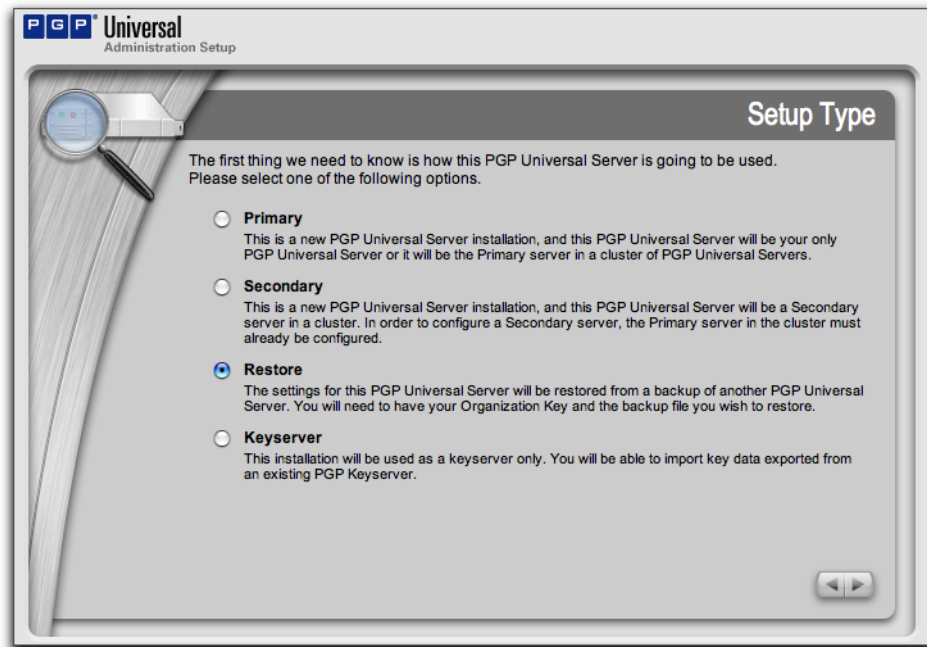 PGP® Universal
Administration Setup
Setup Type
The first thing we need to know is how this PGP Universal Server is going to be used.
Please select one of the following options.
Primary
This is a new PGP Universal Server installation, and this PGP Universal Server will be your only
PGP Universal Server or it will be the Primary server in a cluster of PGP Universal Servers.
Secondary
This is a new PGP Universal Server installation, and this PGP Universal Server will be a Secondary
server in a cluster. In order to configure a Secondary server, the Primary server in the cluster must
already be configured.
Restore
The settings for this PGP Universal Server will be restored from a backup of another PGP Universal
Server. You will need to have your Organization Key and the backup file you wish to restore.
Keyserver
This installation will be used as a keyserver only. You will be able to import key data exported from
an existing PGP Keyserver.